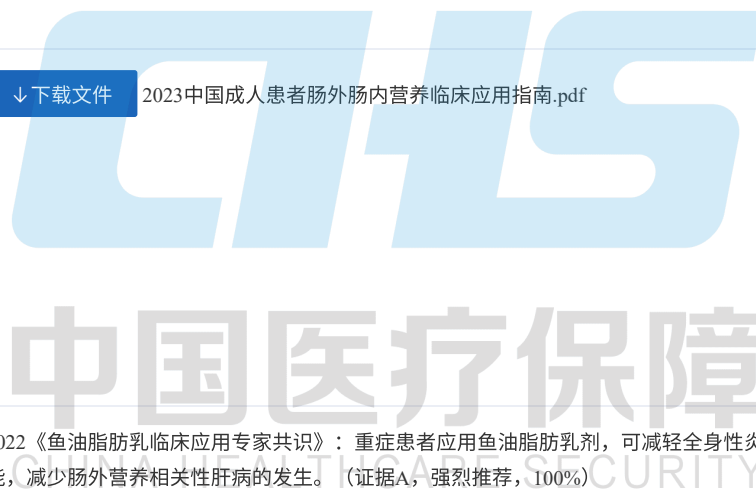 CHS
↓下载文件 2023中国成人患者肠外肠内营养临床应用指南.pdf
中国医疗保障
022《鱼油脂肪乳临床应用专家共识》：重症患者应用鱼油脂肪乳剂，可减轻全身性炎
能，减少肠外营养相关性肝病的发生。（证据A，强烈推荐，100%）
CHINA HEALTHCARE SECURITY